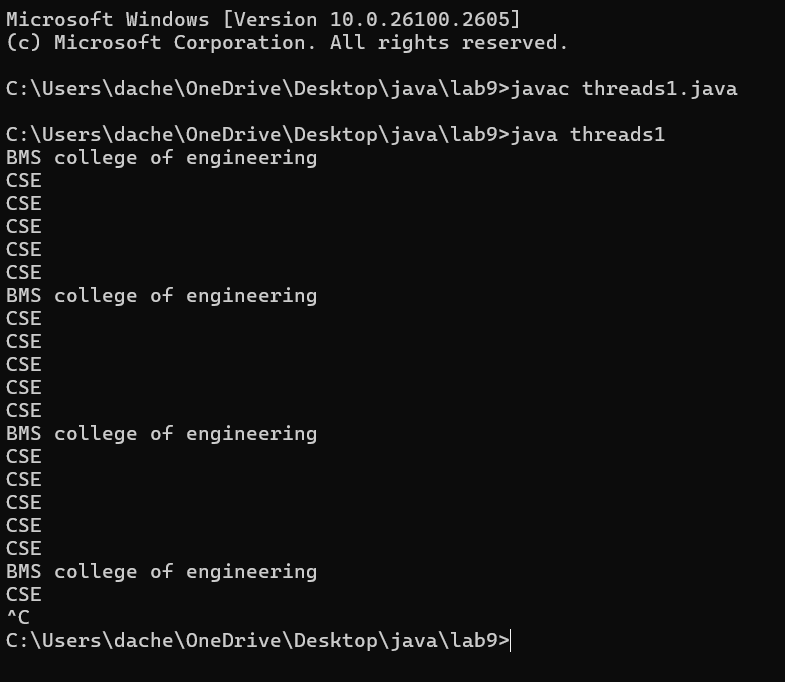 Microsoft Windows [Version 10.0.26100.2605]
(c) Microsoft Corporation. All rights reserved.
C:\Users\dache\OneDrive\Desktop\java\lab9>javac threads1.java
C:\Users\dache\OneDrive\Desktop\java\lab9>java threads1
BMS college of engineering
CSE
CSE
CSE
CSE
CSE
BMS college of engineering
CSE
CSE
CSE
CSE
CSE
BMS college of engineering
CSE
CSE
CSE
CSE
CSE
BMS college of engineering
CSE
^C
C:\Users\dache\OneDrive\Desktop\java\lab9>